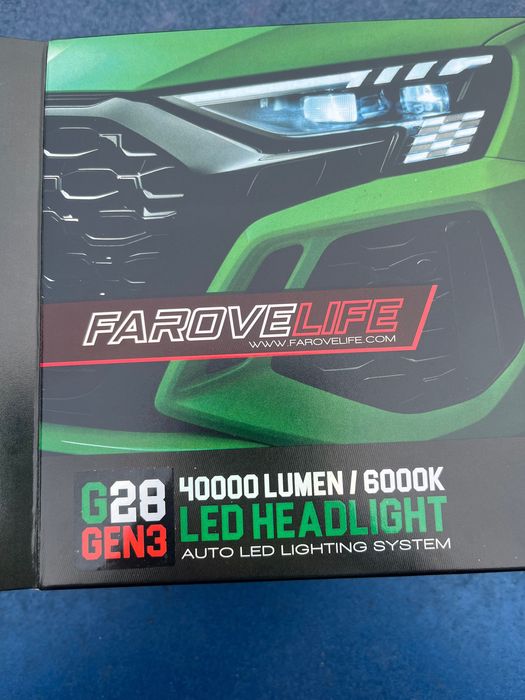 FAROVELIFE
WWW.FAROVELIFE.COM
G28
GEN3
40000 LUMEN / 6000K
LED HEADLIGHT
AUTO LED LIGHTING SYSTEM